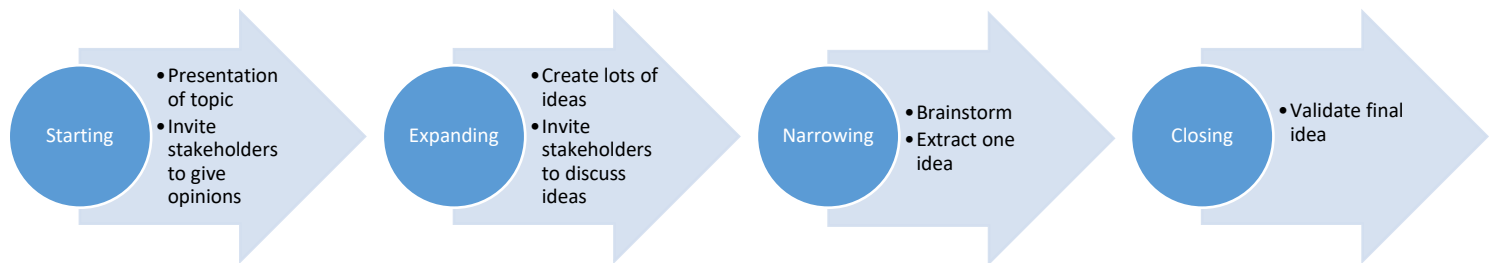 Starting
•Presentation
of topic
•Invite
stakeholders
to give
opinions
Expanding
•Create lots of
ideas
•Invite
stakeholders
to discuss
ideas
Narrowing
•Brainstorm
•Extract one
idea
Closing
•Validate final
idea